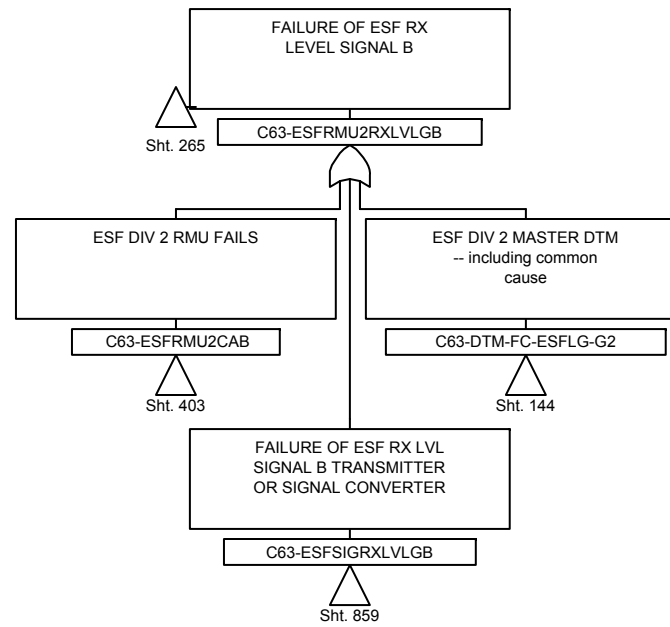 FAILURE OF ESF RX
LEVEL SIGNAL B
Sht. 265
C63-ESFRMU2RXLVLGB
ESF DIV 2 RMU FAILS
C63-ESFRMU2CAB
Sht. 403
ESF DIV 2 MASTER DTM
-- including common
cause
C63-DTM-FC-ESFLG-G2
Sht. 144
FAILURE OF ESF RX LVL
SIGNAL B TRANSMITTER
OR SIGNAL CONVERTER
C63-ESFSIGRXLVLGB
Sht. 859